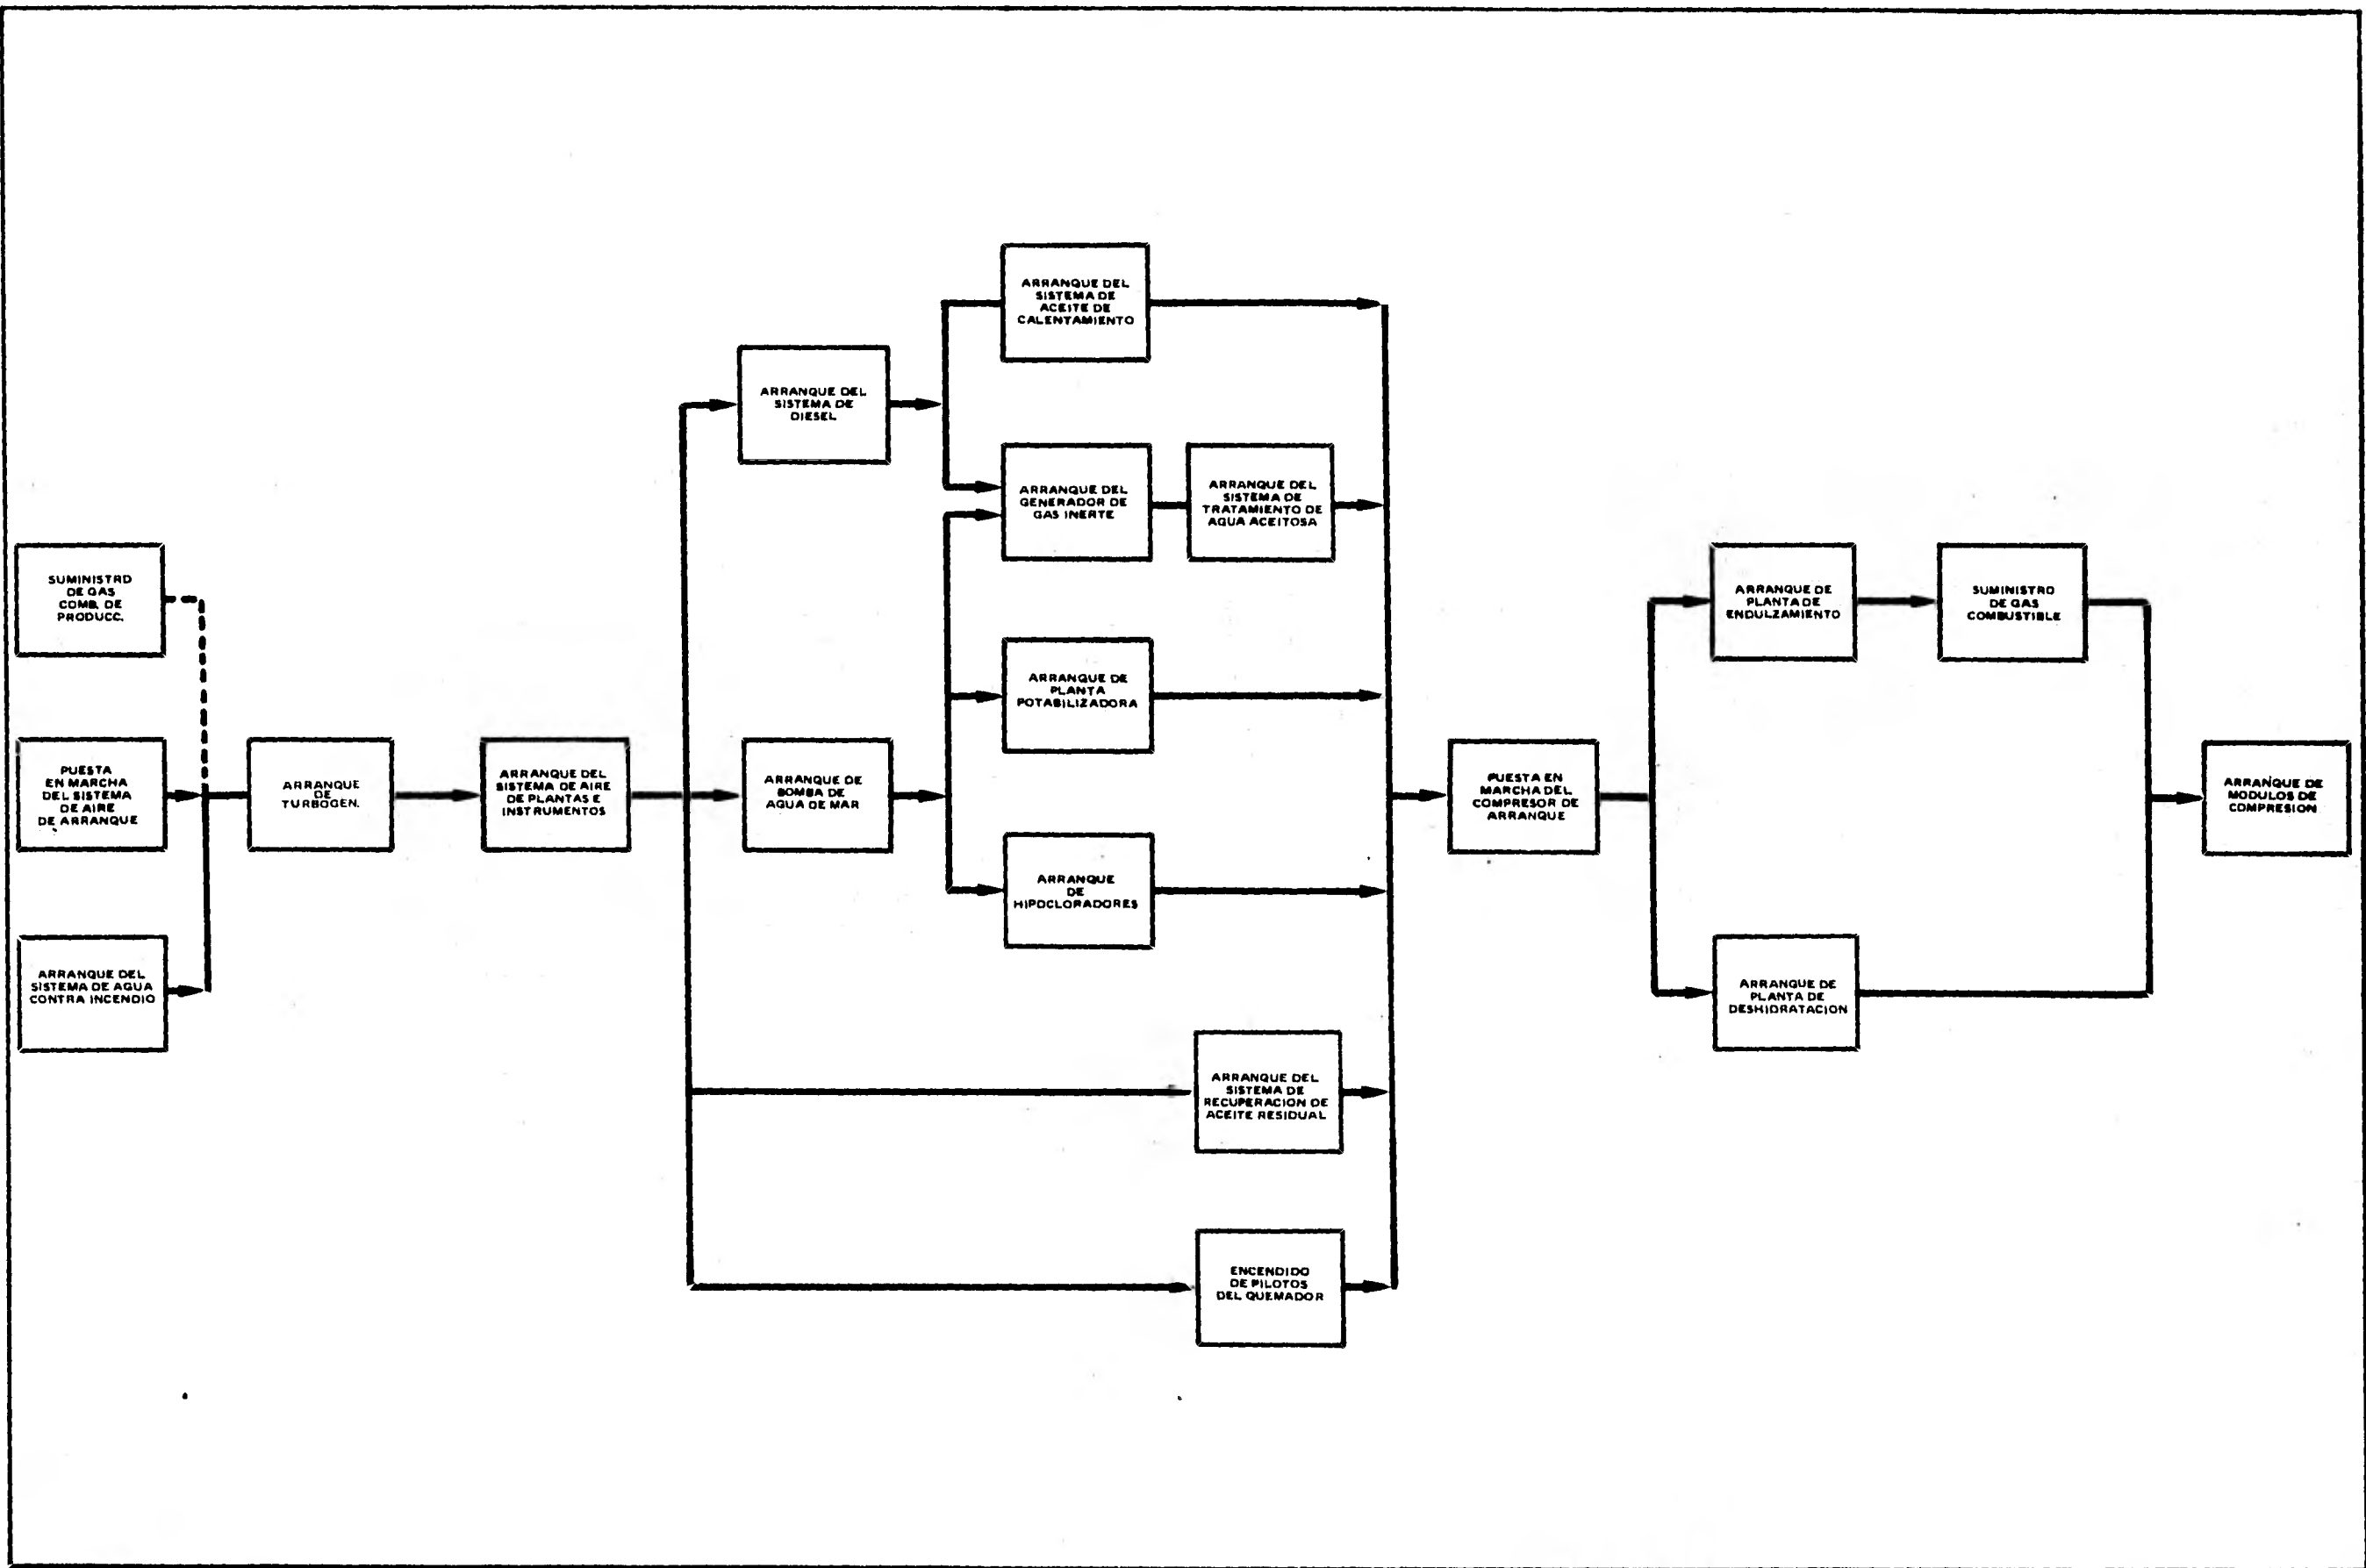 SUMINISTRO
DE GAS
COMB. DE
PRODUCC.
PUESTA
EN MARCHA
DEL SISTEMA
DE AIRE
DE ARRANQUE
ARRANQUE DEL
SISTEMA DE AGUA
CONTRA INCENDIO
ARRANQUE
DE
TURBOGEN.
ARRANQUE DEL
SISTEMA DE AIRE
DE PLANTAS E
INSTRUMENTOS
ARRANQUE DEL
SISTEMA DE
DIESEL
ARRANQUE DE
BOMBA DE
AGUA DE MAR
ARRANQUE DEL
SISTEMA DE
ACEITE DE
CALENTAMIENTO
ARRANQUE DEL
GENERADOR DE
GAS INERTE
ARRANQUE DEL
SISTEMA DE
TRATAMIENTO DE
AGUA ACEITOSA
ARRANQUE DE
PLANTA
POTABILIZADORA
ARRANQUE
DE
HIPOCLORADORES
ARRANQUE DEL
SISTEMA DE
RECUPERACION DE
ACEITE RESIDUAL
ENCENDIDO
DE PILOTOS
DEL QUEMADOR
PUESTA EN
MARCHA DEL
COMPRESOR DE
ARRANQUE
ARRANQUE DE
PLANTA DE
ENDULZAMIENTO
SUMINISTRO
DE GAS
COMBUSTIBLE
ARRANQUE DE
PLANTA DE
DESHIDRATACION
ARRANQUE DE
MODULOS DE
COMPRESION